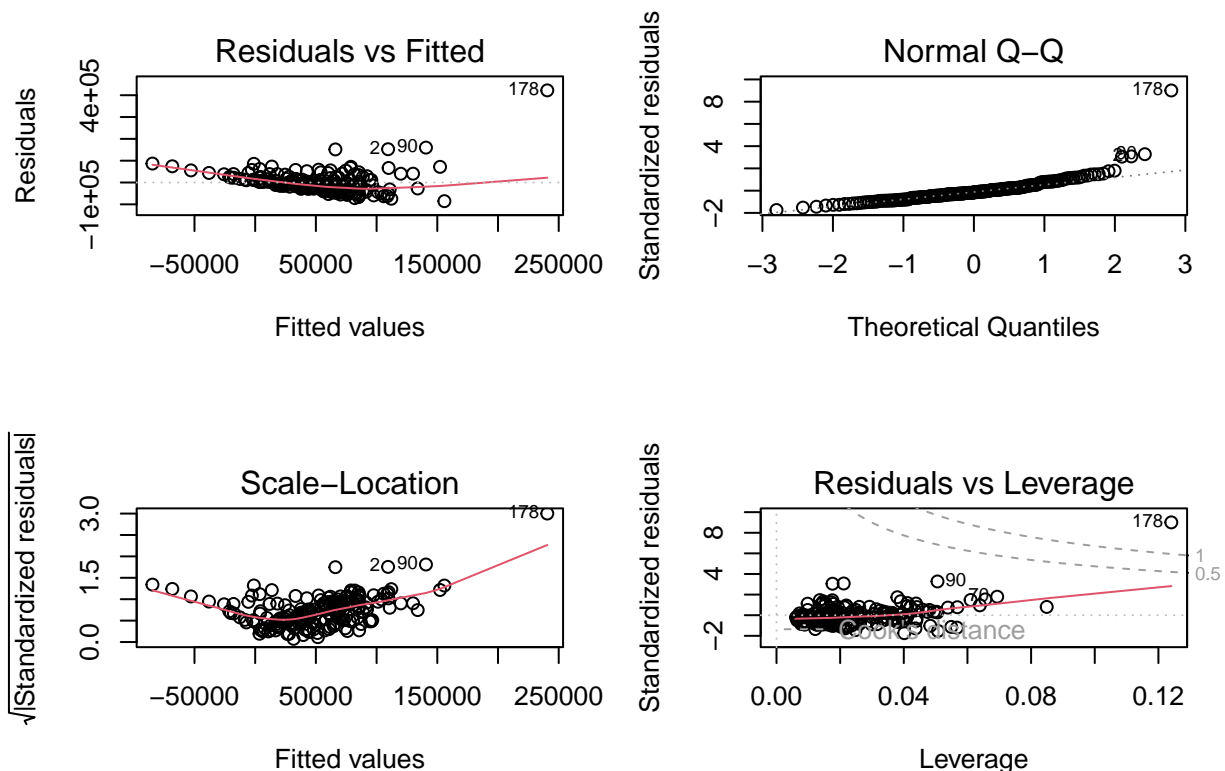 Residuals vs Fitted
Residuals
4e+05
−1e+05
178
2
90
−50000 50000 150000 250000
Fitted values
Normal Q−Q
Standardized residuals
8
4
−2
178
−3 −2 −1 0 1 2 3
Theoretical Quantiles
Scale−Location
√|Standardized residuals|
3.0
1.5
0.0
178
2
90
−50000 50000 150000 250000
Fitted values
Residuals vs Leverage
Standardized residuals
8
4
−2
178
90
70
1
0.5
Cook's distance
0.00 0.04 0.08 0.12
Leverage